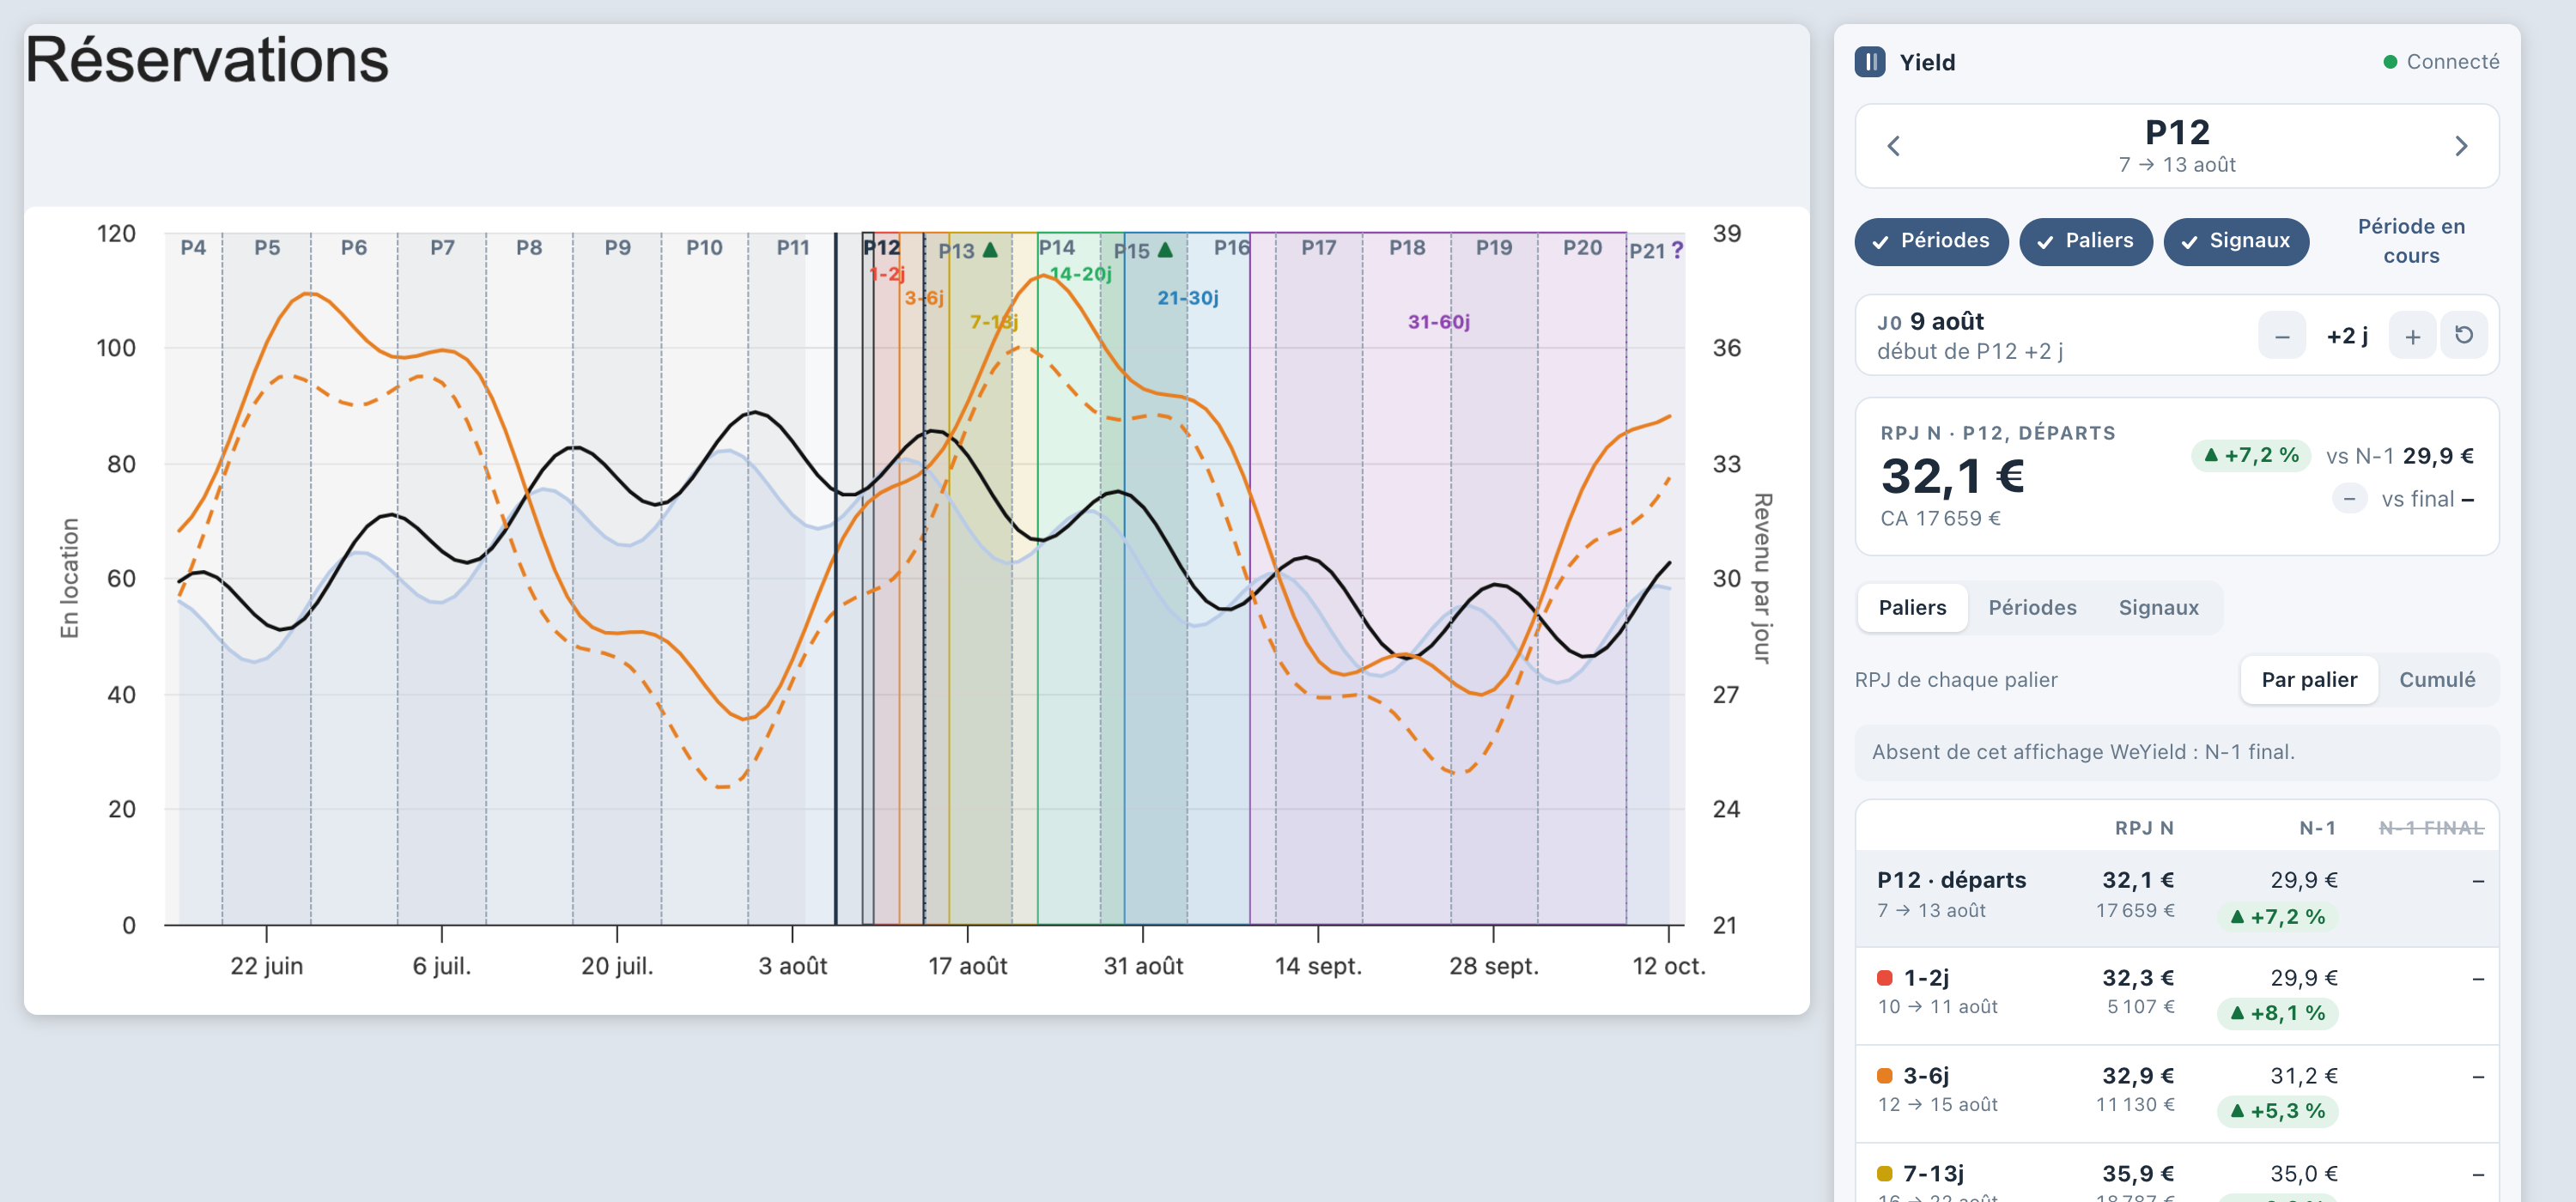 Réservations
120
100
80
60
40
20
0
En location
P4 P5 P6 P7 P8 P9 P10 P11 P12 P13 ▲ P14 P15 ▲ P16 P17 P18 P19 P20 P21 ?
1-2j
3-6j
7-13j
14-20j
21-30j
31-60j
39
36
33
30
27
24
21
Revenu par jour
22 juin 6 juil. 20 juil. 3 août 17 août 31 août 14 sept. 28 sept. 12 oct.
Yield
Connecté
P12
7 → 13 août
Périodes Paliers Signaux
Période en
cours
J0 9 août
début de P12 +2 j
− +2 j +
RPJ N · P12, DÉPARTS
32,1 €
CA 17 659 €
▲ +7,2 % vs N-1 29,9 €
– vs final –
Paliers Périodes Signaux
RPJ de chaque palier
Par palier Cumulé
Absent de cet affichage WeYield : N-1 final.
RPJ N N-1 N-1 FINAL
P12 · départs 32,1 € 29,9 € –
7 → 13 août 17 659 € ▲ +7,2 %
1-2j 32,3 € 29,9 € –
10 → 11 août 5 107 € ▲ +8,1 %
3-6j 32,9 € 31,2 € –
12 → 15 août 11 130 € ▲ +5,3 %
7-13j 35,9 € 35,0 € –